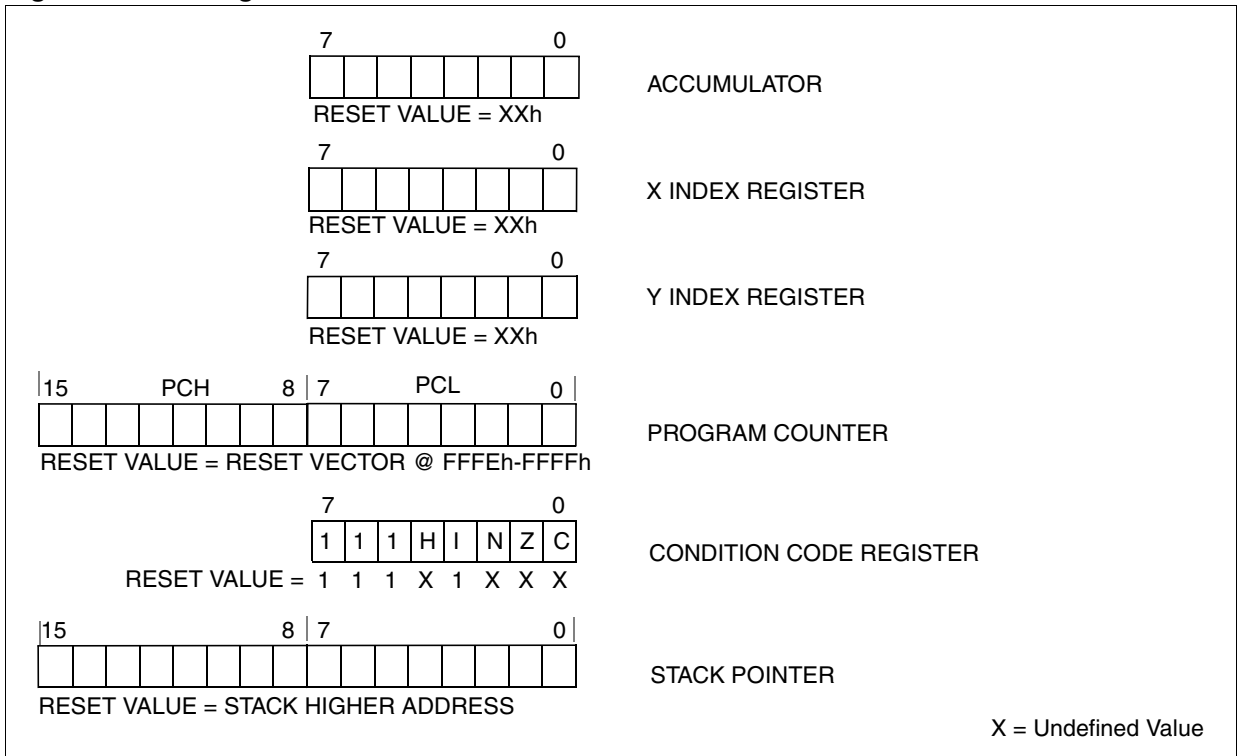 7 0
ACCUMULATOR
RESET VALUE = XXh
7 0
X INDEX REGISTER
RESET VALUE = XXh
7 0
Y INDEX REGISTER
RESET VALUE = XXh
15 PCH 8 7 PCL 0
PROGRAM COUNTER
RESET VALUE = RESET VECTOR @ FFFEh-FFFFh
7 0
1 1 1 H I N Z C
CONDITION CODE REGISTER
RESET VALUE = 1 1 1 X 1 X X X
15 8 7 0
STACK POINTER
RESET VALUE = STACK HIGHER ADDRESS
X = Undefined Value